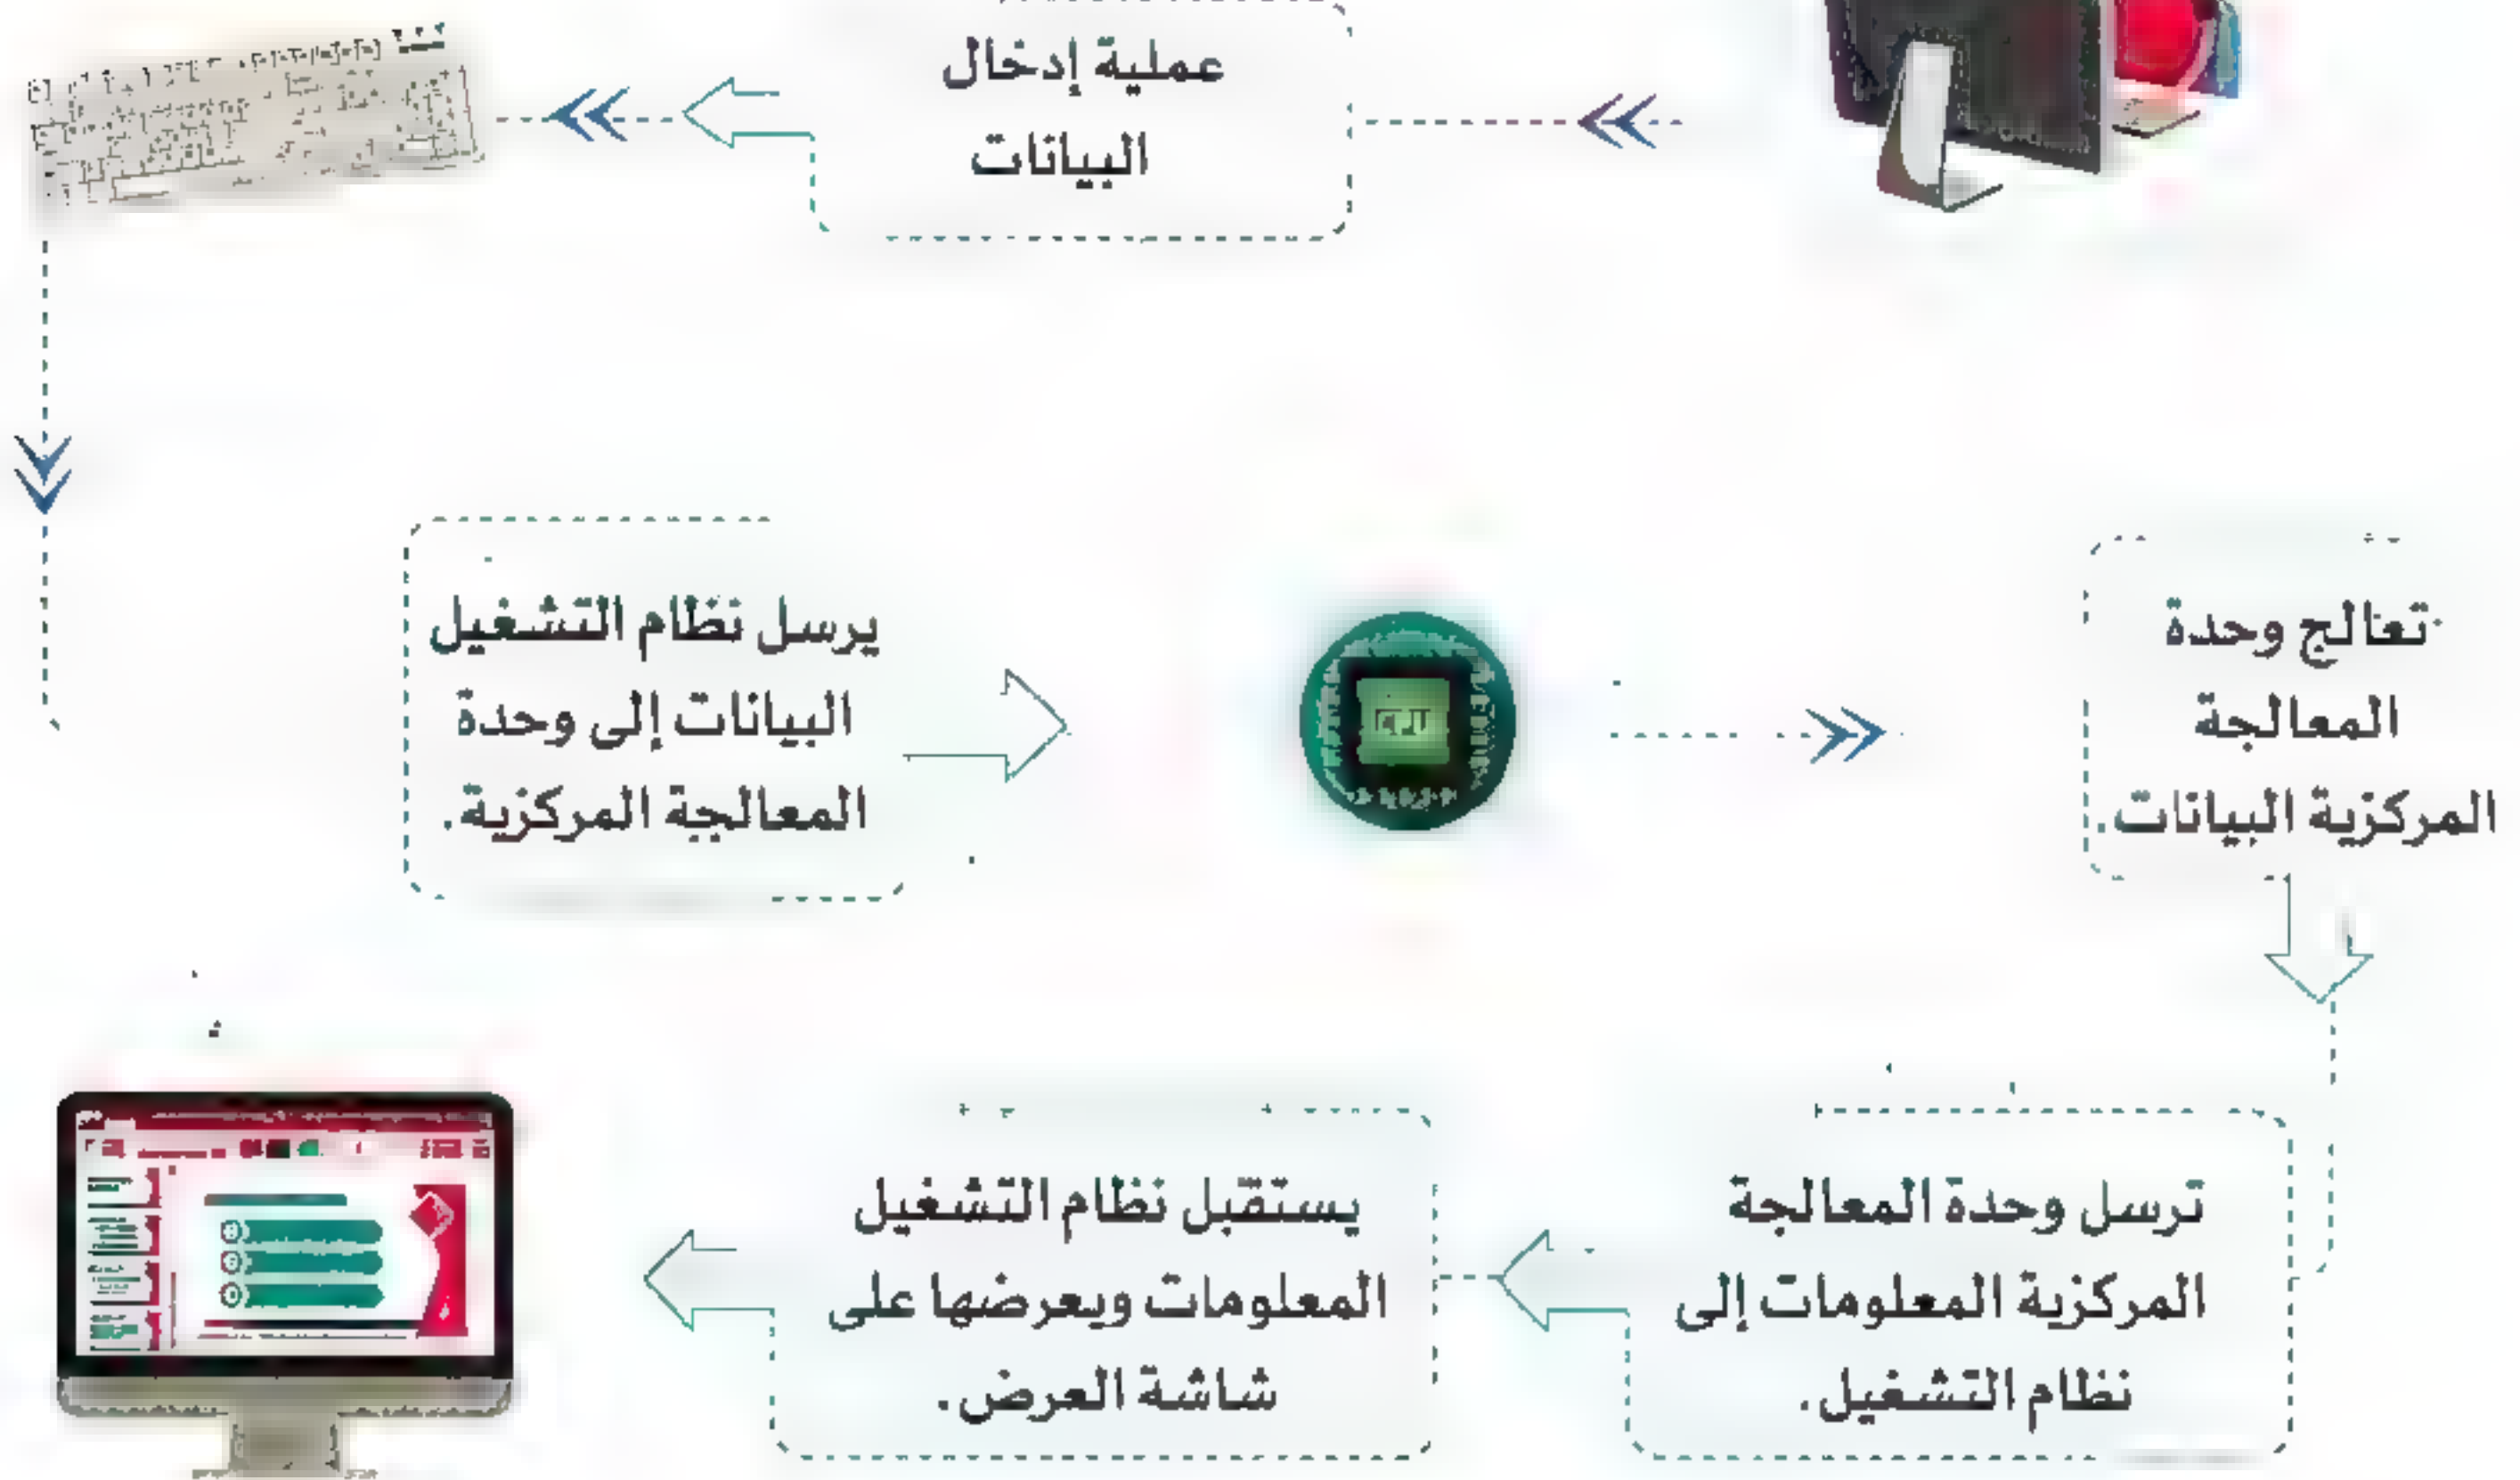 عملية إدخال
البيانات
يرسل نظام التشغيل
البيانات إلى وحدة
المعالجة المركزية.
تعالج وحدة
المعالجة
المركزية البيانات.
ترسل وحدة المعالجة
المركزية المعلومات إلى
نظام التشغيل.
يستقبل نظام التشغيل
المعلومات ويعرضها على
شاشة العرض.